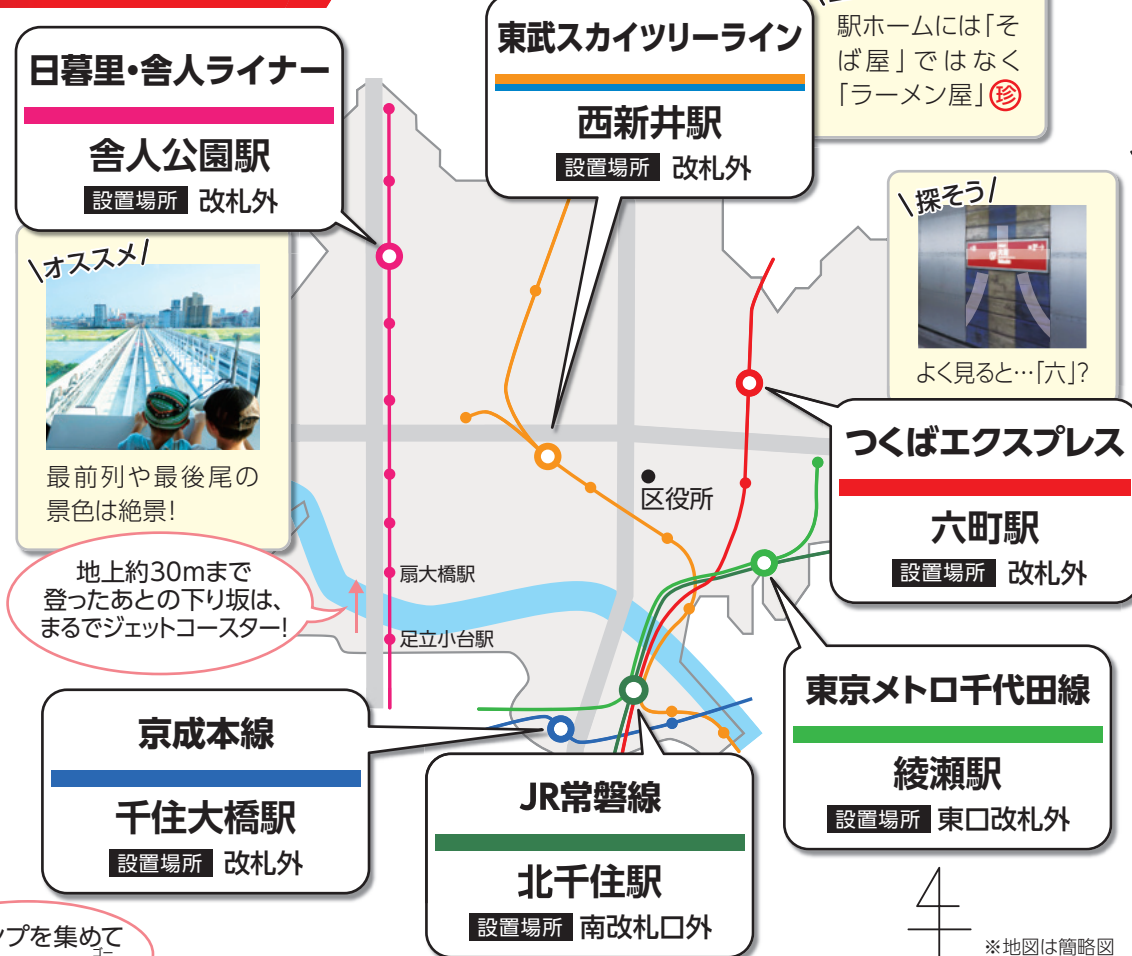 日暮里・舎人ライナー
舎人公園駅
設置場所 改札外
東武スカイツリーライン
西新井駅
設置場所 改札外
駅ホームには「そ
ば屋」ではなく
「ラーメン屋」珍
\オススメ/
最前列や最後尾の
景色は絶景!
\探そう/
六
よく見ると…「六」?
つくばエクスプレス
六町駅
設置場所 改札外
区役所
地上約30mまで
登ったあとの下り坂は、
まるでジェットコースター!
扇大橋駅
足立小台駅
東京メトロ千代田線
綾瀬駅
設置場所 東口改札外
京成本線
千住大橋駅
設置場所 改札外
JR常磐線
北千住駅
設置場所 南改札口外
ンプを集めて
ゴー
※地図は簡略図